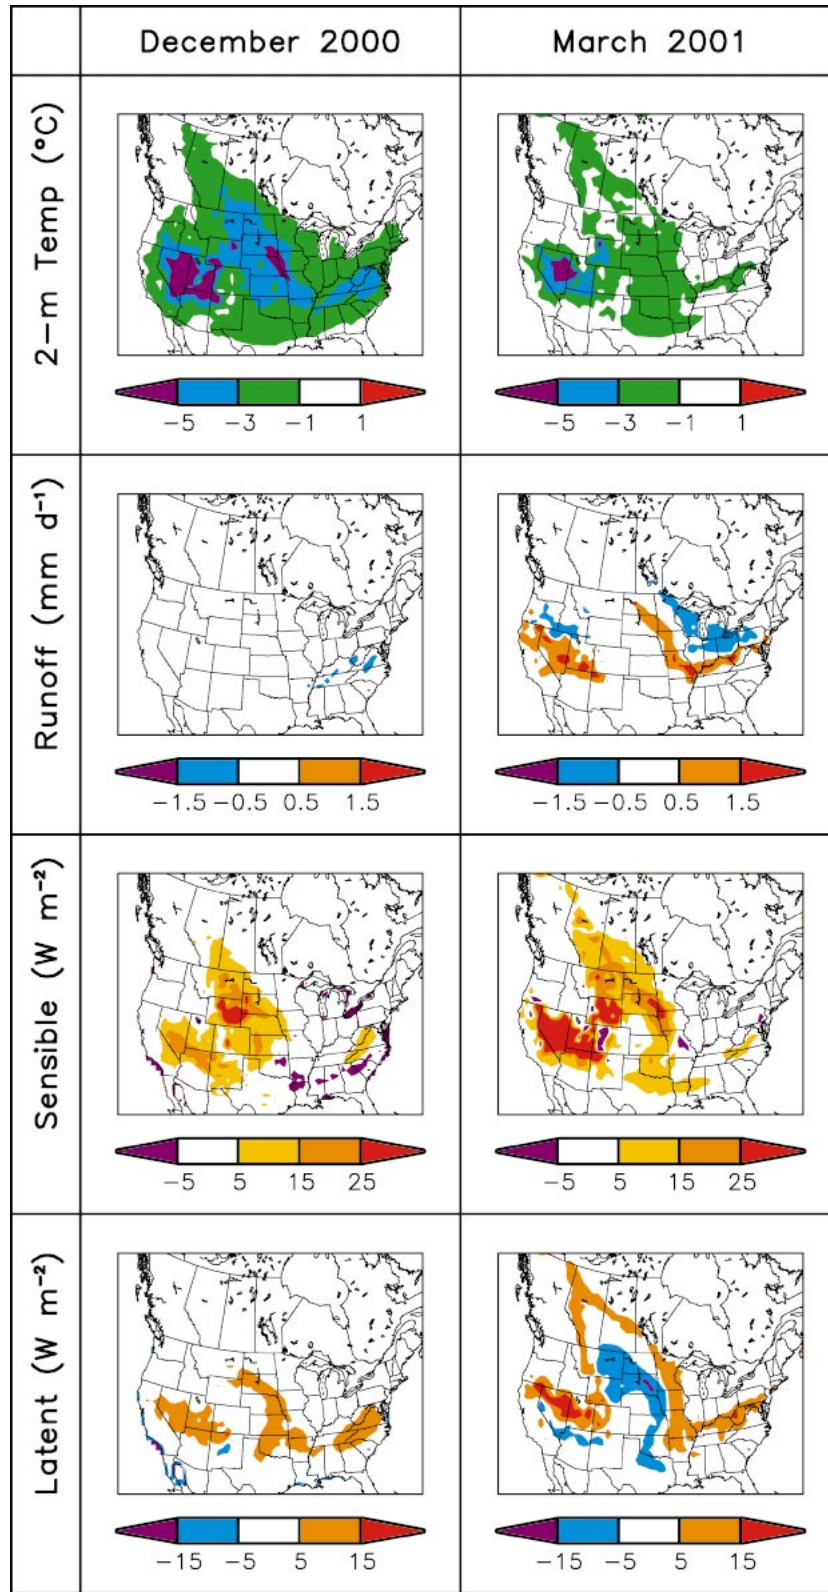 December 2000
March 2001
2-m Temp (°C)
-5 -3 -1 1
-5 -3 -1 1
Runoff (mm d⁻¹)
-1.5 -0.5 0.5 1.5
-1.5 -0.5 0.5 1.5
Sensible (W m⁻²)
-5 5 15 25
-5 5 15 25
Latent (W m⁻²)
-15 -5 5 15
-15 -5 5 15